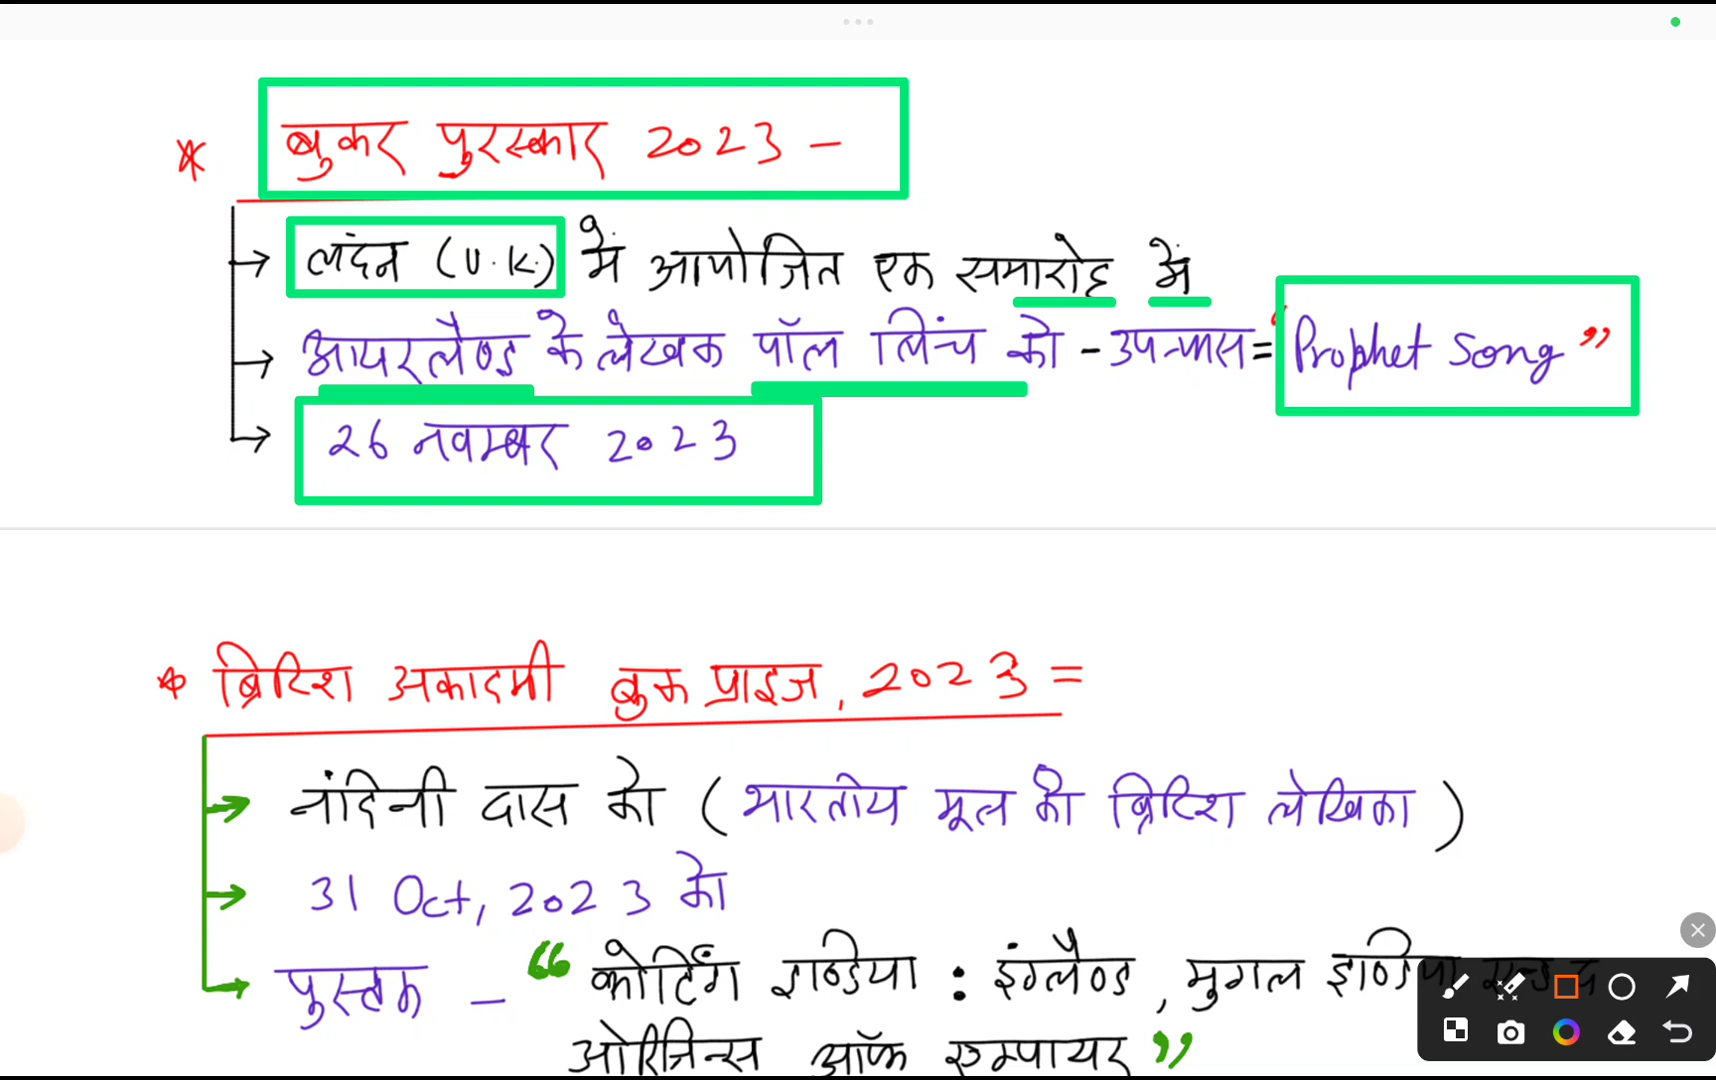 * बुकर पुरस्कार 2023 -
→ लंदन (U.K.) में आयोजित एक समारोह में
→ आयरलैण्ड के लेखक पॉल लिंच को - उपन्यास = "Prophet Song"
→ 26 नवम्बर 2023
* ब्रिटिश अकादमी बुक प्राइज, 2023 =
→ नंदिनी दास को (भारतीय मूल की ब्रिटिश लेखिका)
→ 31 Oct, 2023 को
→ पुस्तक - "कोर्टिंग इण्डिया : इंग्लैण्ड, मुगल इण्डिया
ओरिजिन्स ऑफ एम्पायर"